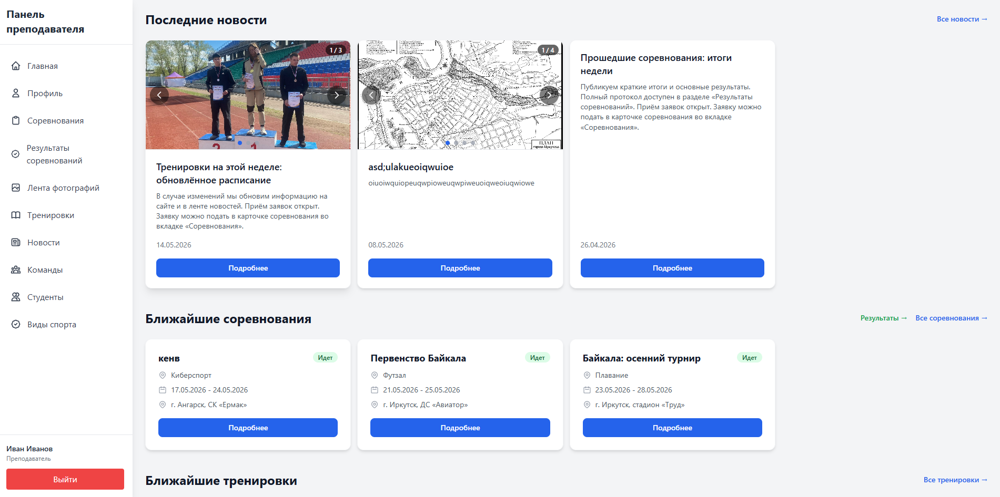 Панель
преподавателя
Главная
Профиль
Соревнования
Результаты
соревнований
Лента фотографий
Тренировки
Новости
Команды
Студенты
Виды спорта
Иван Иванов
Преподаватель
Выйти
Последние новости
Все новости →
1 / 3
2
1
Тренировки на этой неделе:
обновлённое расписание
В случае изменений мы обновим информацию на
сайте и в ленте новостей. Приём заявок открыт.
Заявку можно подать в карточке соревнования во
вкладке «Соревнования».
14.05.2026
Подробнее
1 / 4
ПЛАН
города Иркутска
asd;ulakueoiqwuioe
oiuoiwquiopeuqwpioweuqwpiweuoiqweoiuqwiowe
08.05.2026
Подробнее
Прошедшие соревнования: итоги
недели
Публикуем краткие итоги и основные результаты.
Полный протокол доступен в разделе «Результаты
соревнований». Приём заявок открыт. Заявку можно
подать в карточке соревнования во вкладке
«Соревнования».
26.04.2026
Подробнее
Ближайшие соревнования
Результаты →
Все соревнования →
кенв
Идет
Киберспорт
17.05.2026 - 24.05.2026
г. Ангарск, СК «Ермак»
Подробнее
Первенство Байкала
Идет
Футзал
21.05.2026 - 25.05.2026
г. Иркутск, ДС «Авиатор»
Подробнее
Байкала: осенний турнир
Идет
Плавание
23.05.2026 - 28.05.2026
г. Иркутск, стадион «Труд»
Подробнее
Ближайшие тренировки
Все тренировки →